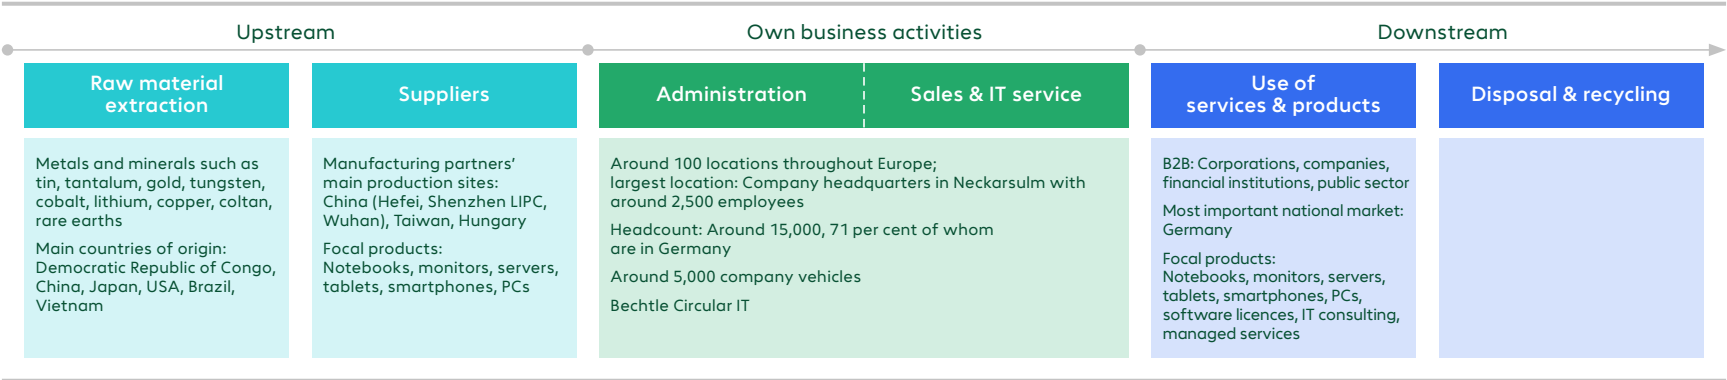 Upstream
Own business activities
Downstream
Raw material
extraction
Suppliers
Administration
Sales & IT service
Use of
services & products
Disposal & recycling
Metals and minerals such as
tin, tantalum, gold, tungsten,
cobalt, lithium, copper, coltan,
rare earths
Main countries of origin:
Democratic Republic of Congo,
China, Japan, USA, Brazil,
Vietnam
Manufacturing partners’
main production sites:
China (Hefei, Shenzhen LIPC,
Wuhan), Taiwan, Hungary
Focal products:
Notebooks, monitors, servers,
tablets, smartphones, PCs
Around 100 locations throughout Europe;
largest location: Company headquarters in Neckarsulm with
around 2,500 employees
Headcount: Around 15,000, 71 per cent of whom
are in Germany
Around 5,000 company vehicles
Bechtle Circular IT
B2B: Corporations, companies,
financial institutions, public sector
Most important national market:
Germany
Focal products:
Notebooks, monitors, servers,
tablets, smartphones, PCs,
software licences, IT consulting,
managed services